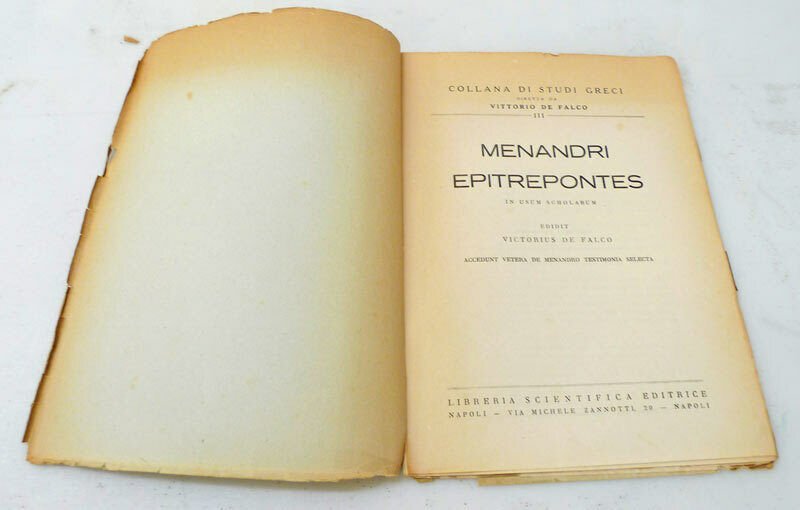 COLLANA DI STUDI GRECI
DIRETTA DA
VITTORIO DE FALCO
III
MENANDRI
EPITREPONTES
IN USUM SCHOLARUM
EDIDIT
VICTORIUS DE FALCO
ACCEDUNT VETERA DE MENANDRO TESTIMONIA SELECTA
LIBRERIA SCIENTIFICA EDITRICE
NAPOLI — VIA MICHELE ZANNOTTI, 20 — NAPOLI